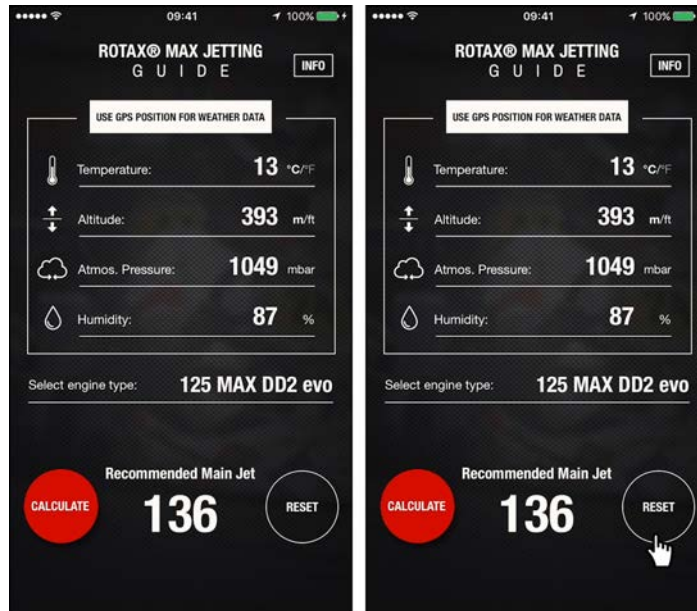 09:41
100%
ROTAX® MAX JETTING
GUIDE
INFO
USE GPS POSITION FOR WEATHER DATA
Temperature: 13 °C/°F
Altitude: 393 m/ft
Atmos. Pressure: 1049 mbar
Humidity: 87 %
Select engine type: 125 MAX DD2 evo
Recommended Main Jet
CALCULATE
136
RESET
09:41
100%
ROTAX® MAX JETTING
GUIDE
INFO
USE GPS POSITION FOR WEATHER DATA
Temperature: 13 °C/°F
Altitude: 393 m/ft
Atmos. Pressure: 1049 mbar
Humidity: 87 %
Select engine type: 125 MAX DD2 evo
Recommended Main Jet
CALCULATE
136
RESET